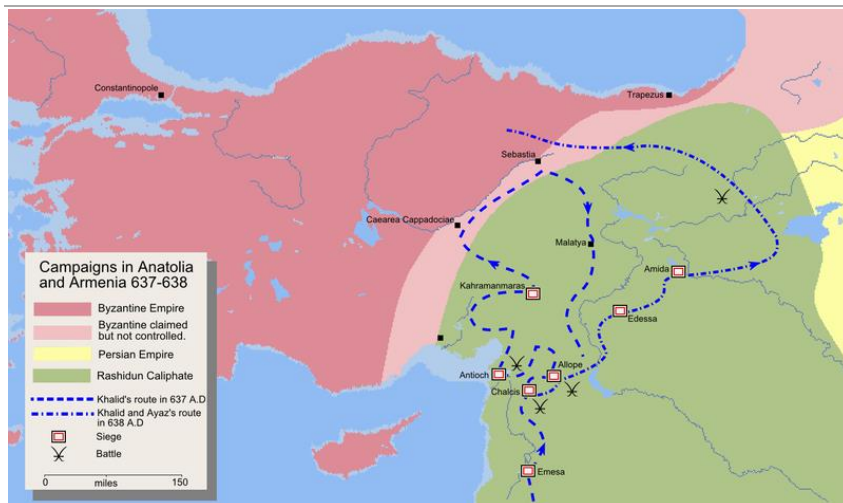 Constantinopole
Trapezus
Sebastia
Caearea Cappadociae
Malatya
Amida
Kahramanmaras
Edessa
Antioch
Allope
Chalcis
Emesa
Campaigns in Anatolia
and Armenia 637-638
Byzantine Empire
Byzantine claimed
but not controlled.
Persian Empire
Rashidun Caliphate
Khalid's route in 637 A.D
Khalid and Ayaz's route
in 638 A.D
Siege
Battle
0 150
miles